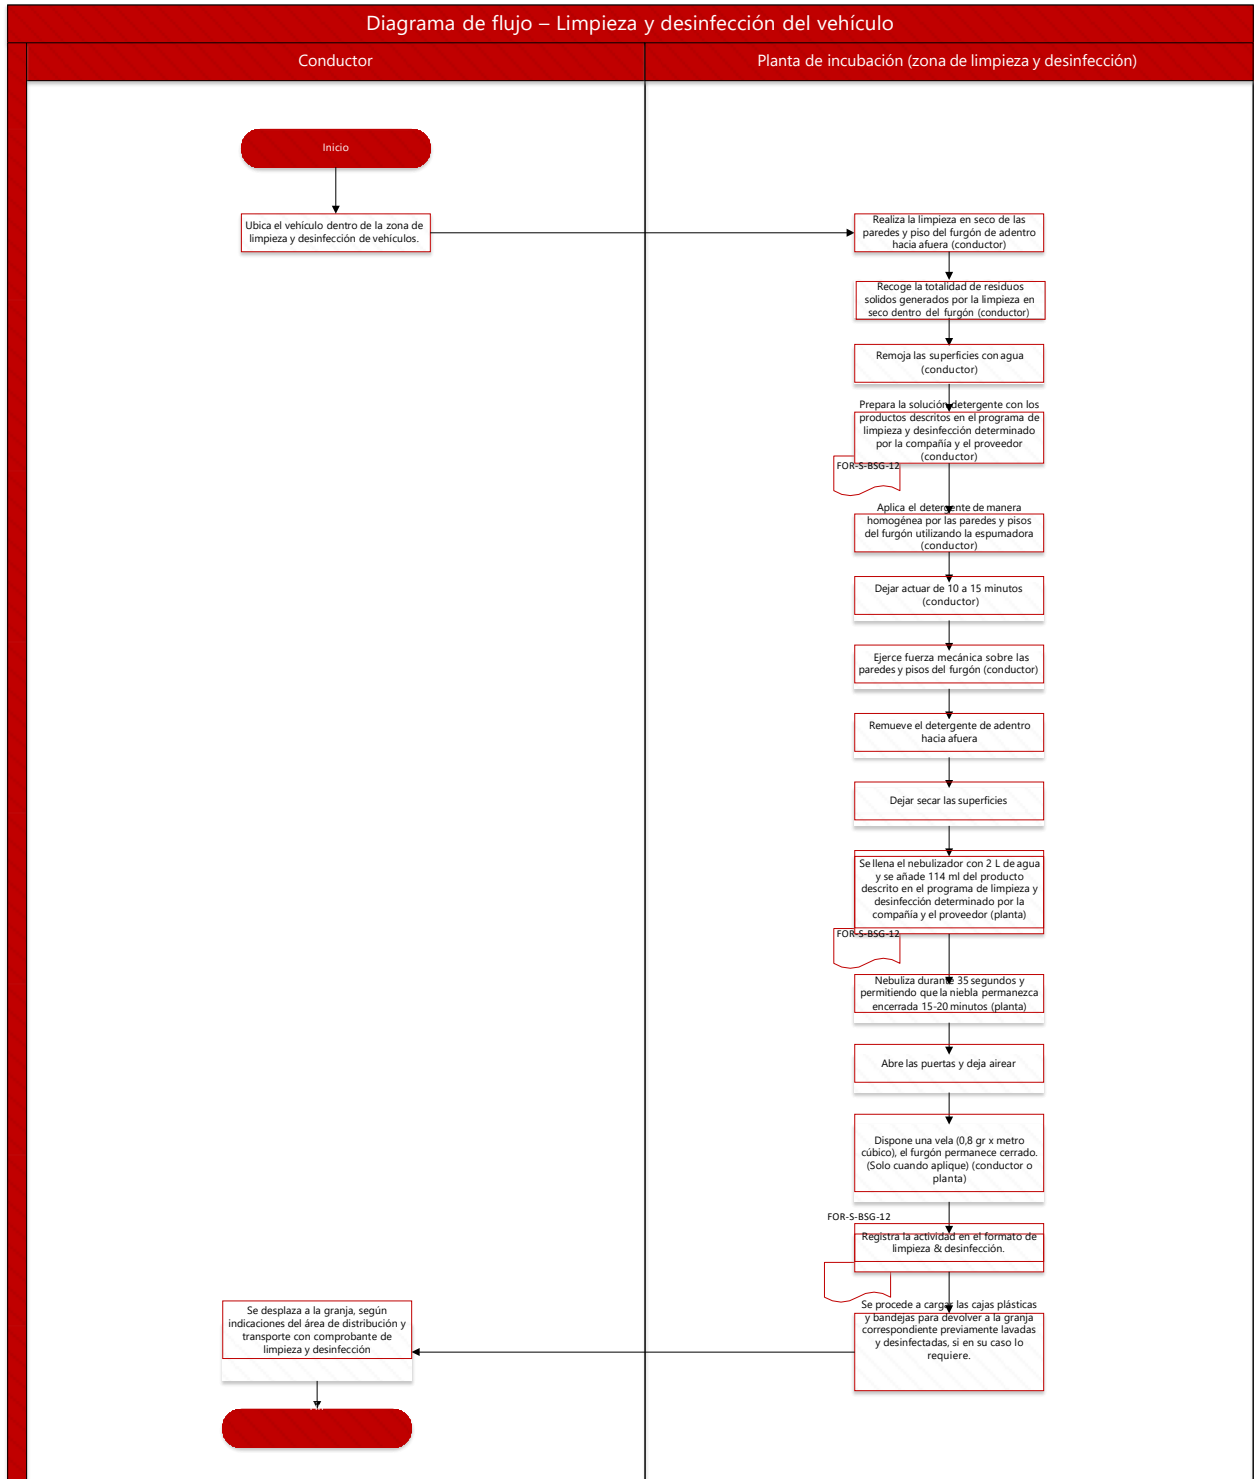 Diagrama de flujo – Limpieza y desinfección del vehículo
Conductor
Planta de incubación (zona de limpieza y desinfección)
Inicio
Ubica el vehículo dentro de la zona de
limpieza y desinfección de vehículos.
Realiza la limpieza en seco de las
paredes y piso del furgón de adentro
hacia afuera (conductor)
Recoge la totalidad de residuos
solidos generados por la limpieza en
seco dentro del furgón (conductor)
Remoja las superficies con agua
(conductor)
Prepara la solución detergente con los
productos descritos en el programa de
limpieza y desinfección determinado
por la compañía y el proveedor
(conductor)
FOR-S-BSG-12
Aplica el detergente de manera
homogénea por las paredes y pisos
del furgón utilizando la espumadora
(conductor)
Dejar actuar de 10 a 15 minutos
(conductor)
Ejerce fuerza mecánica sobre las
paredes y pisos del furgón (conductor)
Remueve el detergente de adentro
hacia afuera
Dejar secar las superficies
Se llena el nebulizador con 2 L de agua
y se añade 114 ml del producto
descrito en el programa de limpieza y
desinfección determinado por la
compañía y el proveedor (planta)
FOR-S-BSG-12
Nebuliza durante 35 segundos y
permitiendo que la niebla permanezca
encerrada 15-20 minutos (planta)
Abre las puertas y deja airear
Dispone una vela (0,8 gr x metro
cúbico), el furgón permanece cerrado.
(Solo cuando aplique) (conductor o
planta)
FOR-S-BSG-12
Registra la actividad en el formato de
limpieza & desinfección.
Se procede a cargar las cajas plásticas
y bandejas para devolver a la granja
correspondiente previamente lavadas
y desinfectadas, si en su caso lo
requiere.
Se desplaza a la granja, según
indicaciones del área de distribución y
transporte con comprobante de
limpieza y desinfección